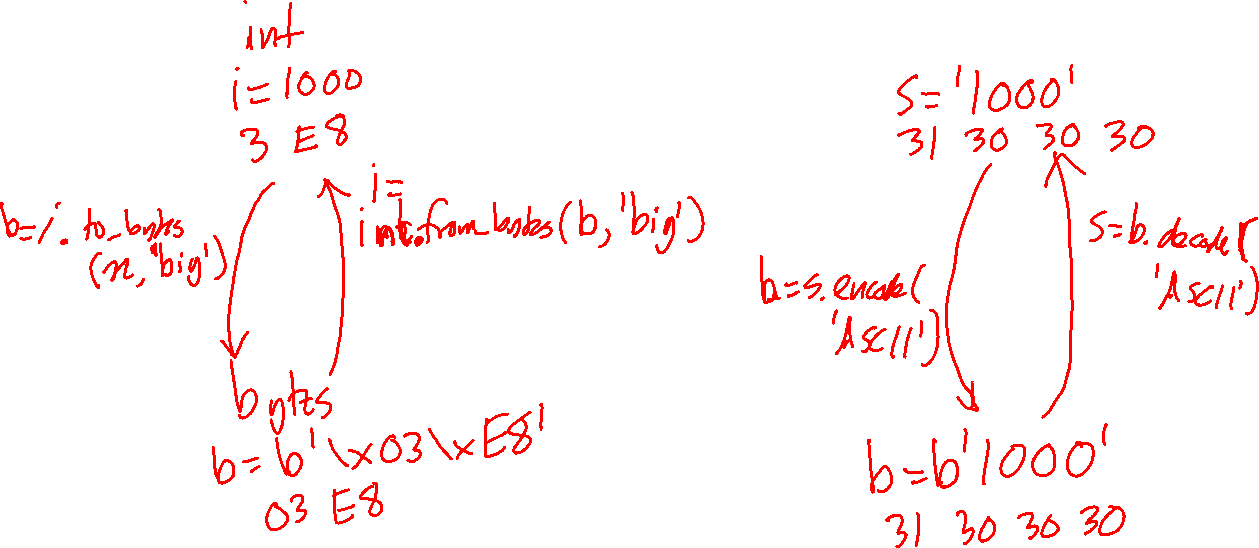 int
i=1000
3 E8
b=i.to_bytes
(n,'big')
i=
int.from_bytes(b,'big')
bytes
b=b'\x03\xE8'
03 E8
s='1000'
31 30 30 30
b=s.encode(
'ASCII')
s=b.decode(
'ASCII')
b=b'1000'
31 30 30 30